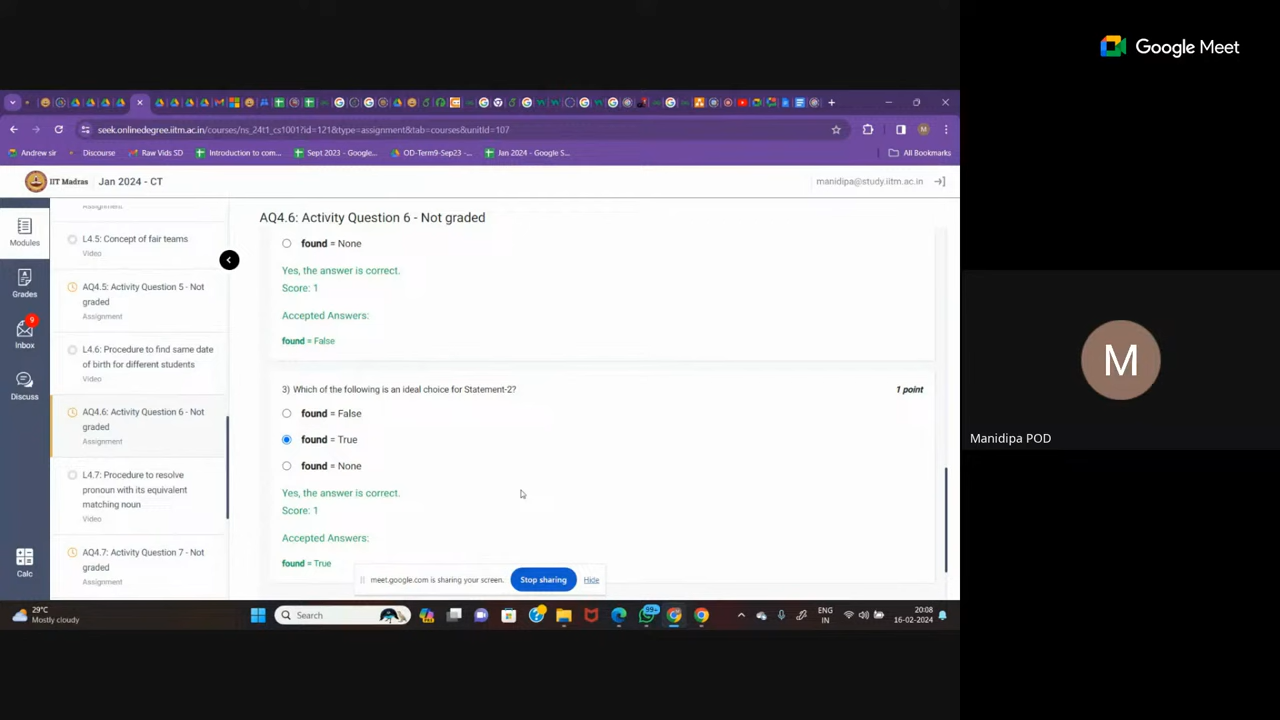 Google Meet
seek.onlinedegree.iitm.ac.in/courses/ns_24t1_cs1001?id=121&type=assignment&tab=courses&unitId=107
M
Andrew sir
Discourse
Raw Vids SD
Introduction to com...
Sept 2023 - Google...
OD-Term9-Sep23 -...
Jan 2024 - Google S...
All Bookmarks
IIT Madras
Jan 2024 - CT
manidipa@study.iitm.ac.in
Modules
Grades
9
Inbox
Discuss
Calc
Assignment
L4.5: Concept of fair teams
Video
AQ4.5: Activity Question 5 - Not
graded
Assignment
L4.6: Procedure to find same date
of birth for different students
Video
AQ4.6: Activity Question 6 - Not
graded
Assignment
L4.7: Procedure to resolve
pronoun with its equivalent
matching noun
Video
AQ4.7: Activity Question 7 - Not
graded
Assignment
AQ4.6: Activity Question 6 - Not graded
found = None
Yes, the answer is correct.
Score: 1
Accepted Answers:
found = False
3) Which of the following is an ideal choice for Statement-2?
1 point
found = False
found = True
found = None
Yes, the answer is correct.
Score: 1
Accepted Answers:
found = True
meet.google.com is sharing your screen.
Stop sharing
Hide
29°C
Mostly cloudy
Search
99+
ENG
IN
20:08
16-02-2024
M
Manidipa POD